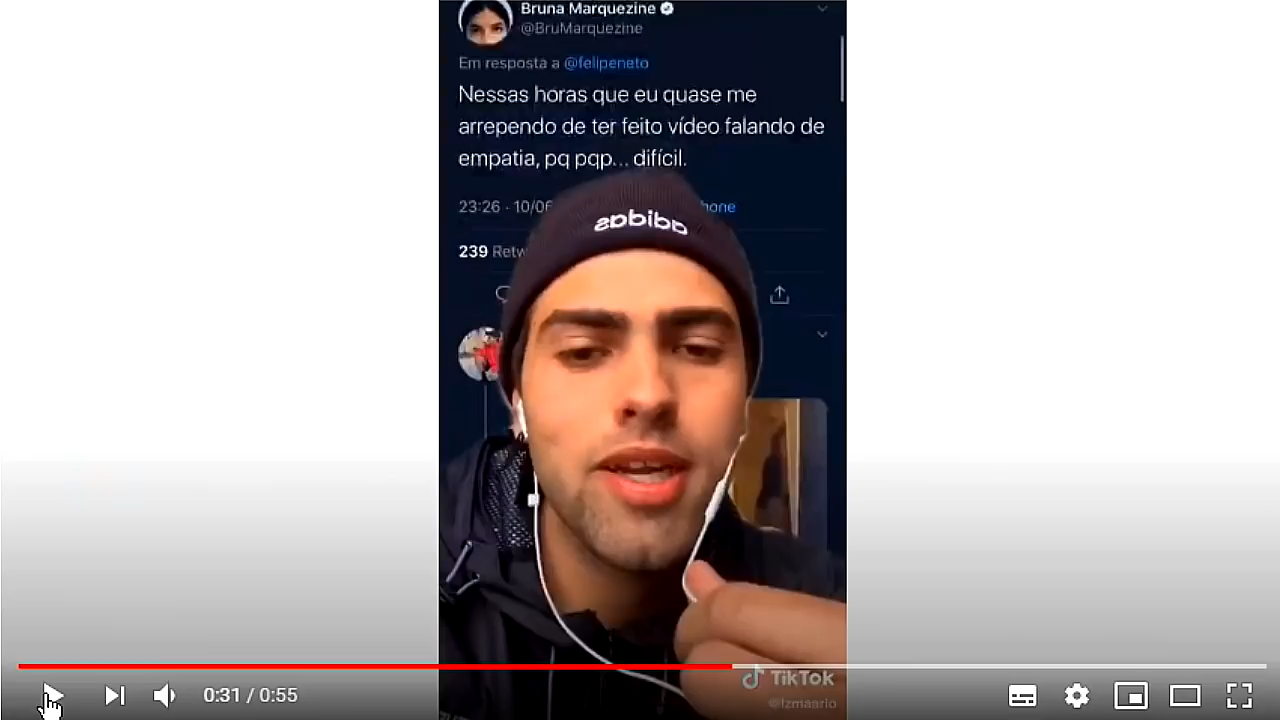 Bruna Marquezine
@BruMarquezine
Em resposta a @felipeneto
Nessas horas que eu quase me
arrependo de ter feito vídeo falando de
empatia, pq pqp... difícil.
23:26 · 10/06
hone
239 Retw
adidas
TikTok
@lzmaario
0:31 / 0:55